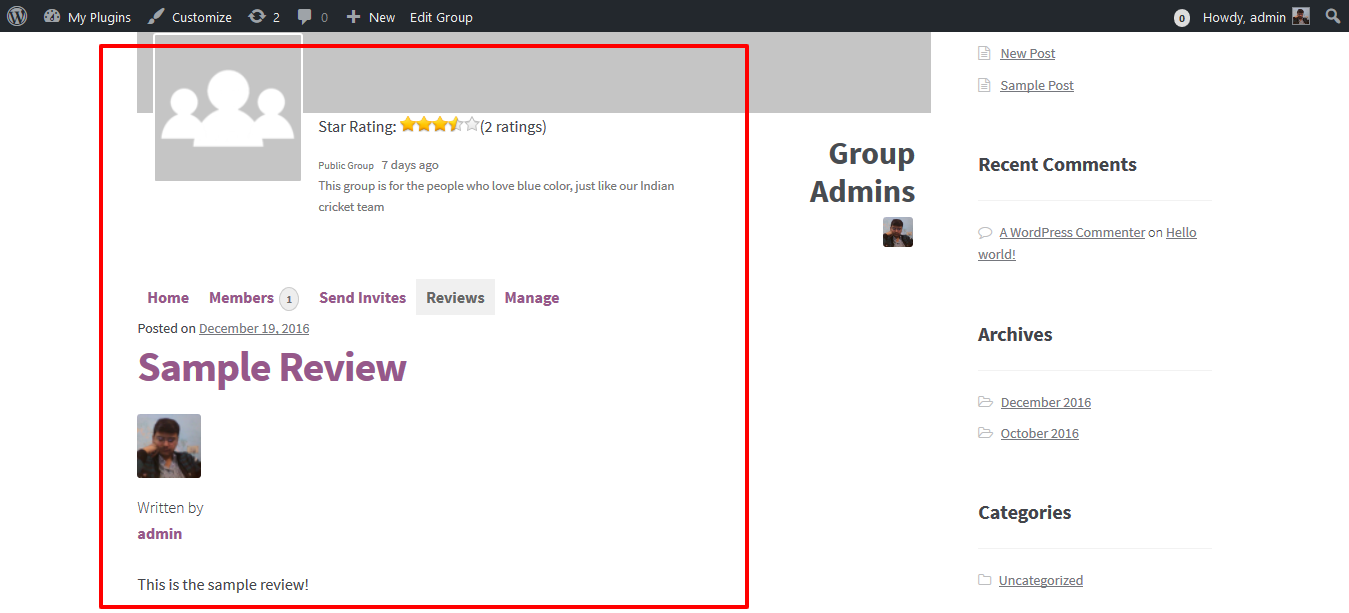 My Plugins Customize 2 0 New Edit Group 0 Howdy, admin
Star Rating: (2 ratings)
Public Group 7 days ago
This group is for the people who love blue color, just like our Indian
cricket team
Group
Admins
Home Members 1 Send Invites Reviews Manage
Posted on December 19, 2016
Sample Review
Written by
admin
This is the sample review!
New Post
Sample Post
Recent Comments
A WordPress Commenter on Hello
world!
Archives
December 2016
October 2016
Categories
Uncategorized